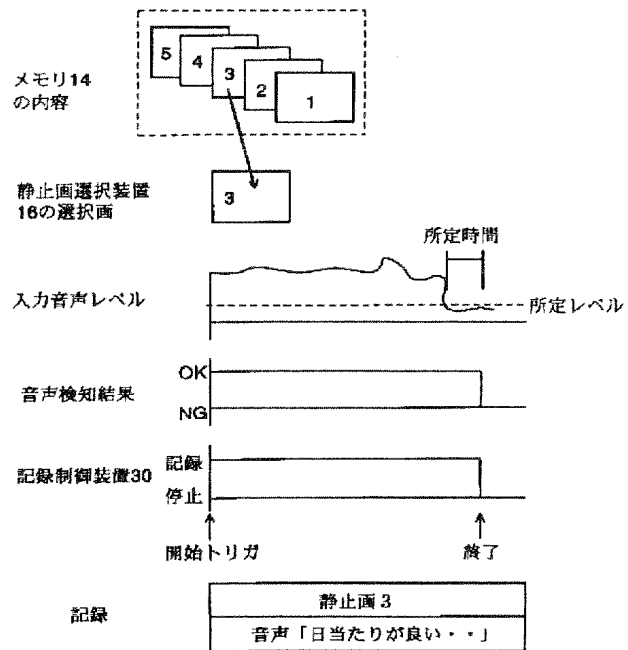 5
4
3
2
1
メモリ14
の内容
静止画選択装置
16の選択画
3
所定時間
入力音声レベル
所定レベル
音声検知結果
OK
NG
記録制御装置30
記録
停止
開始トリガ
終了
記録
静止画3
音声「日当たりが良い・・」